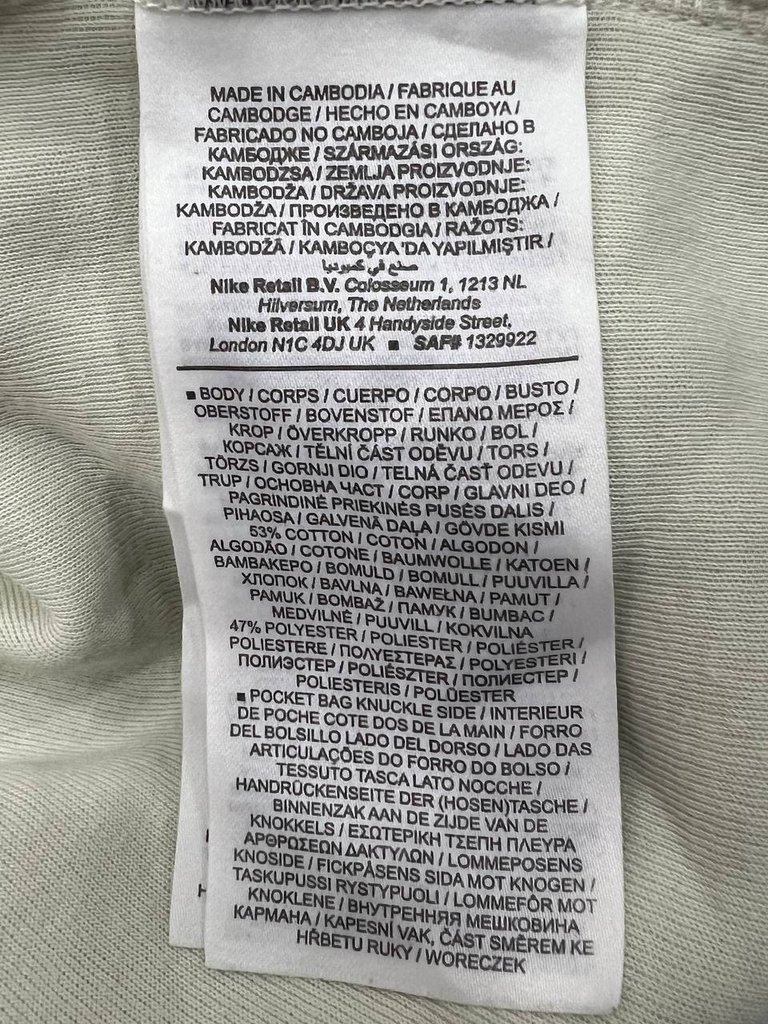 MADE IN CAMBODIA / FABRIQUE AU
CAMBODGE / HECHO EN CAMBOYA /
FABRICADO NO CAMBOJA / СДЕЛАНО В
КАМБОДЖЕ / SZÁRMAZÁSI ORSZÁG:
KAMBODZSA / ZEMLJA PROIZVODNJE:
KAMBODŽA / DRŽAVA PROIZVODNJE:
KAMBODŽA / ПРОИЗВЕДЕНО В КАМБОДЖА /
FABRICAT ÎN CAMBODGIA / RAŽOTS:
KAMBODŽĀ / KAMBOÇYA 'DA YAPILMIŞTIR /
صنع في كمبوديا
Nike Retail B.V. Colosseum 1, 1213 NL
Hilversum, The Netherlands
Nike Retail UK 4 Handyside Street,
London N1C 4DJ UK ■ SAF# 1329922
■ BODY / CORPS / CUERPO / CORPO / BUSTO /
OBERSTOFF / BOVENSTOF / ΕΠΑΝΩ ΜΕΡΟΣ /
KROP / ÖVERKROPP / RUNKO / BOL /
КОРСАЖ / TĚLNÍ ČÁST ODĚVU / TORS /
TÖRZS / GORNJI DIO / TELNÁ ČASŤ ODEVU /
TRUP / ОСНОВНА ЧАСТ / CORP / GLAVNI DEO /
PAGRINDINĖ PRIEKINĖS PUSĖS DALIS /
PIHAOSA / GALVENĀ DAĻA / GÖVDE KISMI
53% COTTON / COTON / ALGODON /
ALGODÃO / COTONE / BAUMWOLLE / KATOEN /
ΒΑΜΒΑΚΕΡΟ / BOMULD / BOMULL / PUUVILLA /
ХЛОПОК / BAVLNA / BAWEŁNA / PAMUT /
PAMUK / BOMBAŽ / ПАМУК / BUMBAC /
MEDVILNĖ / PUUVILL / KOKVILNA
47% POLYESTER / POLIESTER / POLIÉSTER /
POLIESTERE / ΠΟΛΥΕΣΤΕΡΑΣ / POLYESTERI /
ПОЛИЭСТЕР / POLIÉSZTER / ПОЛИЕСТЕР /
POLIESTERIS / POLÜESTER
■ POCKET BAG KNUCKLE SIDE / INTERIEUR
DE POCHE COTE DOS DE LA MAIN / FORRO
DEL BOLSILLO LADO DEL DORSO / LADO DAS
ARTICULAÇÕES DO FORRO DO BOLSO /
TESSUTO TASCA LATO NOCCHE /
HANDRÜCKENSEITE DER (HOSEN)TASCHE /
BINNENZAK AAN DE ZIJDE VAN DE
KNOKKELS / ΕΣΩΤΕΡΙΚΗ ΤΣΕΠΗ ΠΛΕΥΡΑ
ΑΡΘΡΩΣΕΩΝ ΔΑΚΤΥΛΩΝ / LOMMEPOSENS
KNOSIDE / FICKPÅSENS SIDA MOT KNOGEN /
TASKUPUSSI RYSTYPUOLI / LOMMEFÔR MOT
KNOKLENE / ВНУТРЕННЯЯ МЕШКОВИНА
КАРМАНА / KAPESNÍ VAK, ČÁST SMĚREM KE
HŘBETU RUKY / WORECZEK